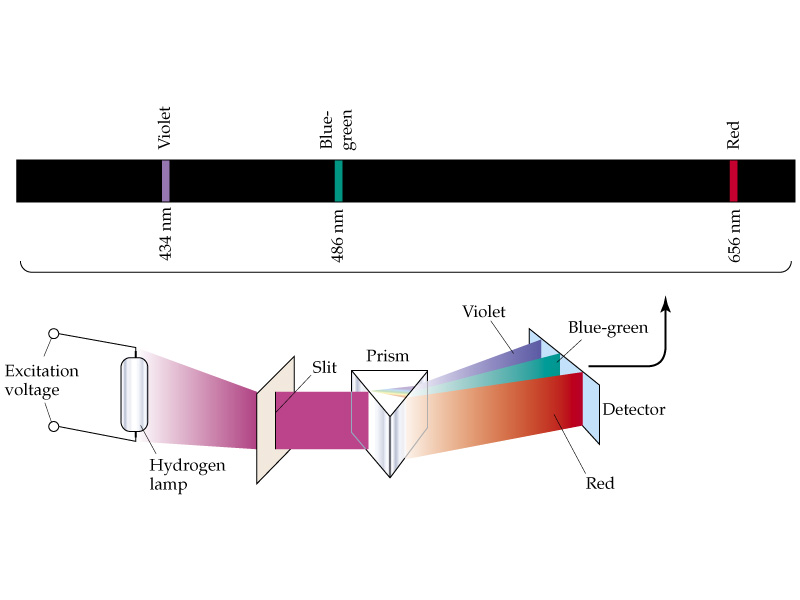 Violet
Blue-
green
Red
434 nm
486 nm
656 nm
Violet
Blue-green
Prism
Slit
Excitation
voltage
Detector
Hydrogen
lamp
Red